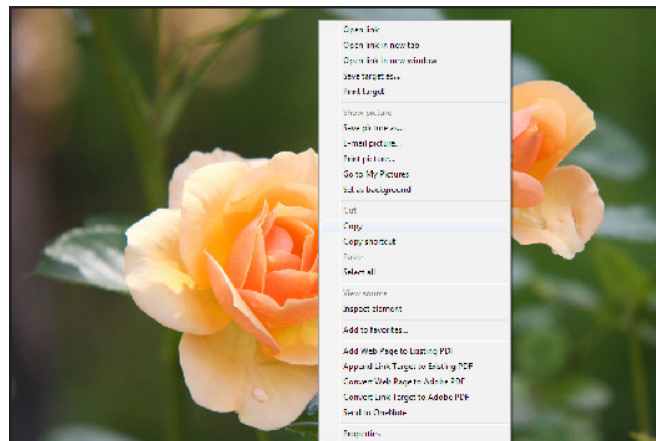 Open link
Open link in new tab
Open link in new window
Save target as...
Print target
Show picture
Save picture as...
E-mail picture...
Print picture...
Go to My Pictures
Set as background
Cut
Copy
Copy shortcut
Paste
Select all
View source
Inspect element
Add to favorites...
Add Web Page to Existing PDF
Append Link Target to Existing PDF
Convert Web Page to Adobe PDF
Convert Link Target to Adobe PDF
Send to OneNote
Properties